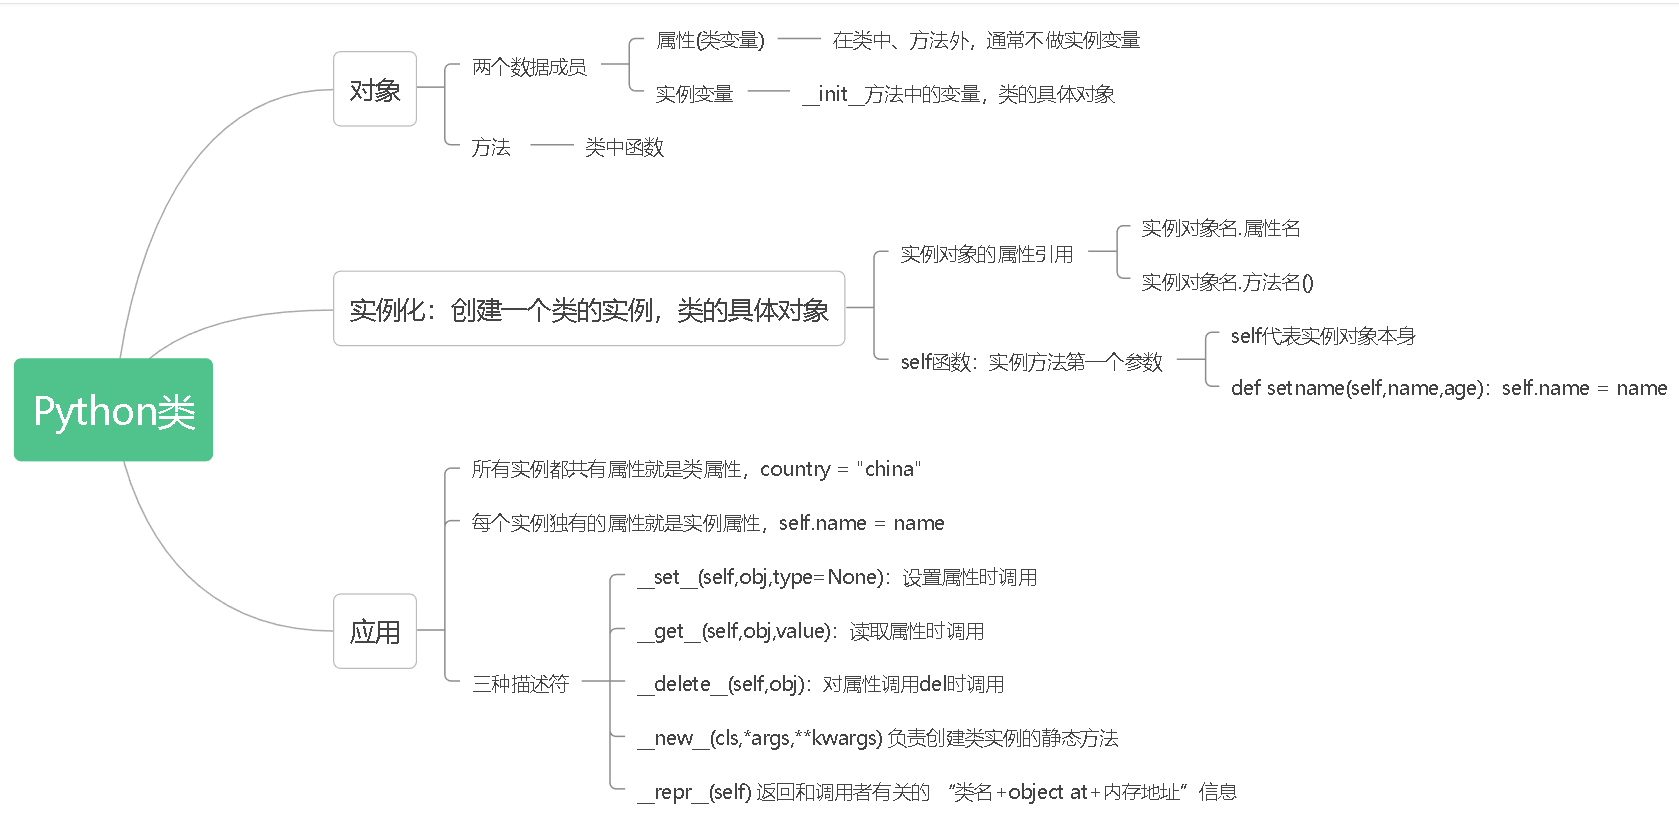 Python类
对象
两个数据成员
属性(类变量)
在类中、方法外，通常不做实例变量
实例变量
__init__方法中的变量，类的具体对象
方法
类中函数
实例化：创建一个类的实例，类的具体对象
实例对象的属性引用
实例对象名.属性名
实例对象名.方法名()
self函数：实例方法第一个参数
self代表实例对象本身
def setname(self,name,age)：self.name = name
应用
所有实例都共有属性就是类属性，country = "china"
每个实例独有的属性就是实例属性，self.name = name
三种描述符
__set__(self,obj,type=None)：设置属性时调用
__get__(self,obj,value)：读取属性时调用
__delete__(self,obj)：对属性调用del时调用
__new__(cls,*args,**kwargs) 负责创建类实例的静态方法
__repr__(self) 返回和调用者有关的 “类名+object at+内存地址”信息